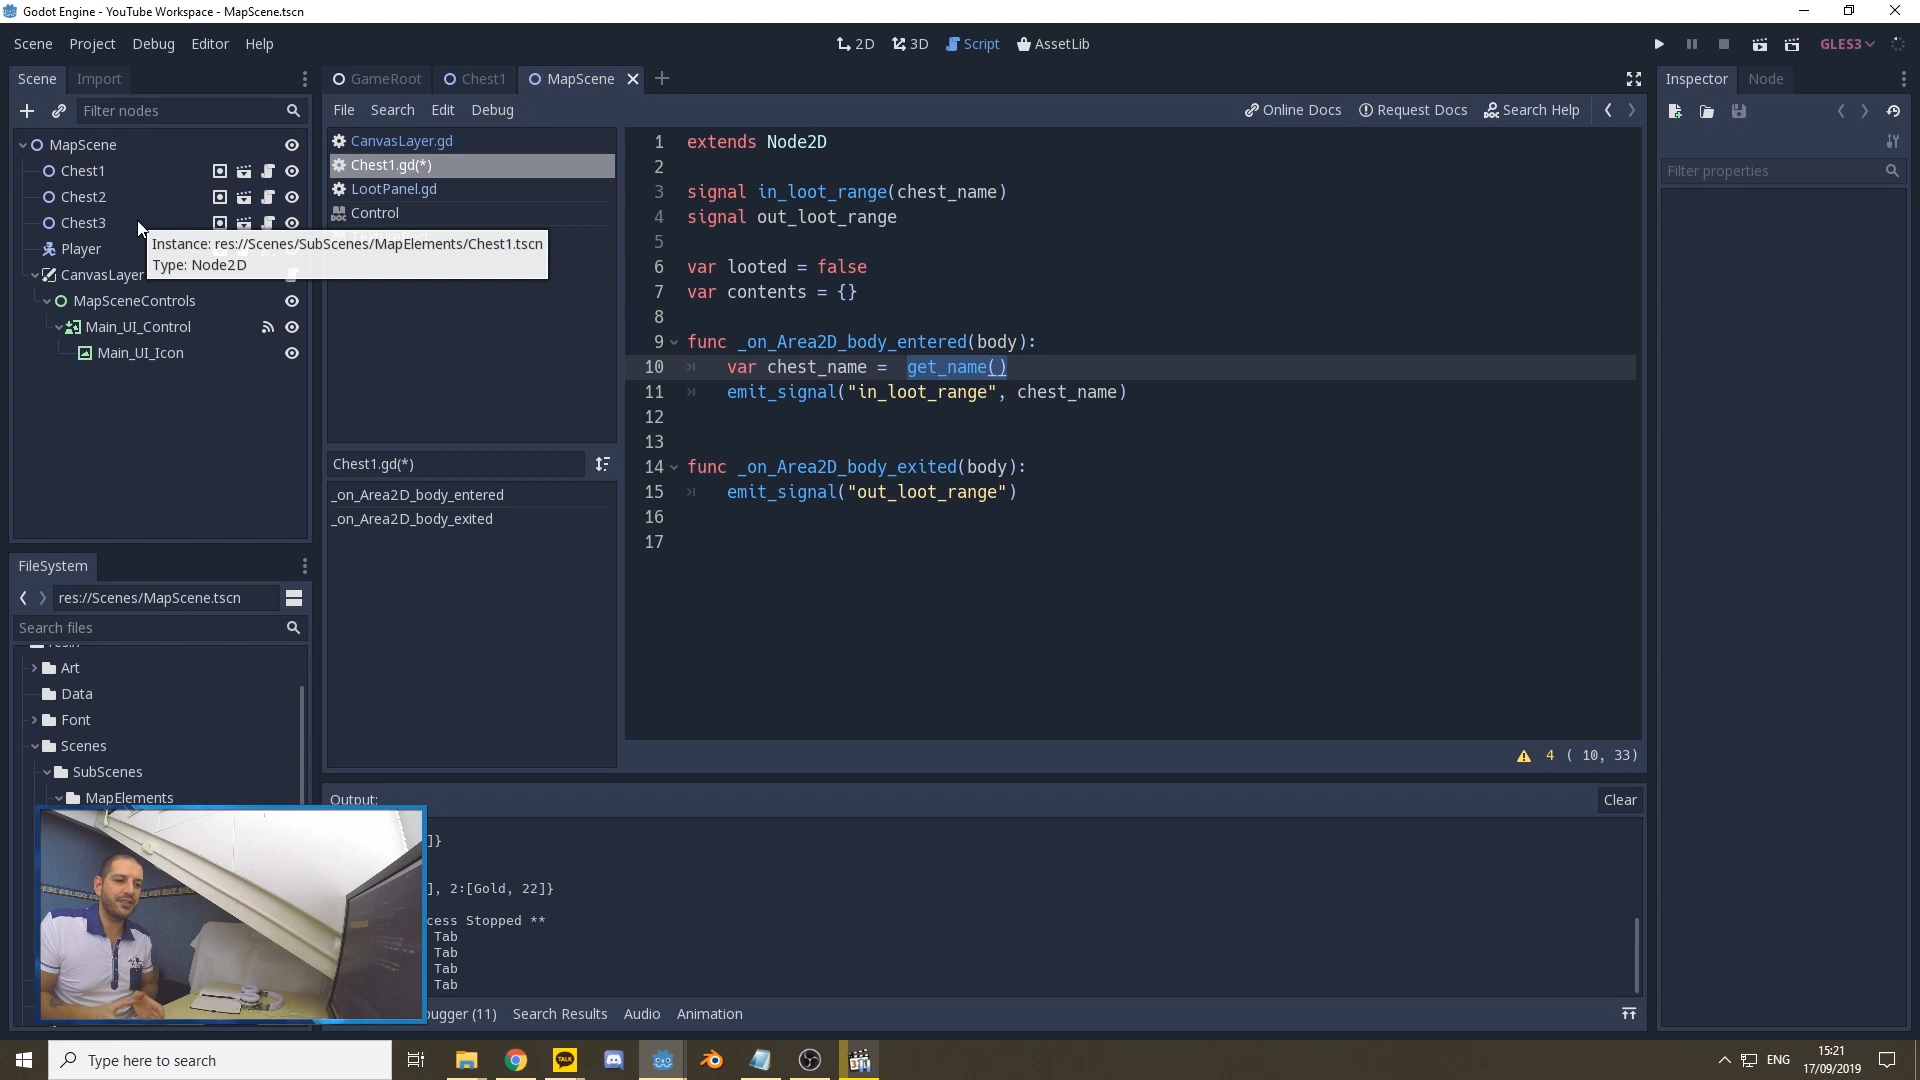 Godot Engine - YouTube Workspace - MapScene.tscn
Scene Project Debug Editor Help
2D 3D Script AssetLib
GLES3
Scene Import
GameRoot Chest1 MapScene
Inspector Node
Filter nodes
File Search Edit Debug
Online Docs Request Docs Search Help
Filter properties
MapScene
Chest1
Chest2
Chest3
Player
CanvasLayer
MapSceneControls
Main_UI_Control
Main_UI_Icon
Instance: res://Scenes/SubScenes/MapElements/Chest1.tscn
Type: Node2D
CanvasLayer.gd
Chest1.gd(*)
LootPanel.gd
Control
Chest1.gd(*)
_on_Area2D_body_entered
_on_Area2D_body_exited
1 extends Node2D
2
3 signal in_loot_range(chest_name)
4 signal out_loot_range
5
6 var looted = false
7 var contents = {}
8
9 func _on_Area2D_body_entered(body):
10 var chest_name =  get_name()
11 emit_signal("in_loot_range", chest_name)
12
13
14 func _on_Area2D_body_exited(body):
15 emit_signal("out_loot_range")
16
17
4 ( 10, 33)
FileSystem
res://Scenes/MapScene.tscn
Search files
Art
Data
Font
Scenes
SubScenes
MapElements
Output:
Clear
]}
], 2:[Gold, 22]}
cess Stopped **
Tab
Tab
Tab
Tab
ugger (11) Search Results Audio Animation
Type here to search
TALK
ENG
15:21
17/09/2019